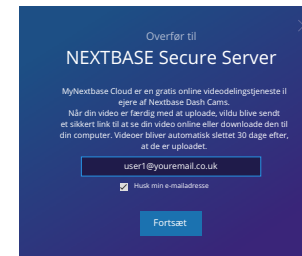 Overfør til
NEXTBASE Secure Server
MyNextbase Cloud er en gratis online videodelingstjeneste il
ejere af Nextbase Dash Cams.
Når din video er færdig med at uploade, vildu blive sendt
et sikkert link til at se din video online eller downloade den til
din computer. Videoer bliver automatisk slettet 30 dage efter,
at de er uploadet.
user1@youremail.co.uk
Husk min e-mailadresse
Fortsæt